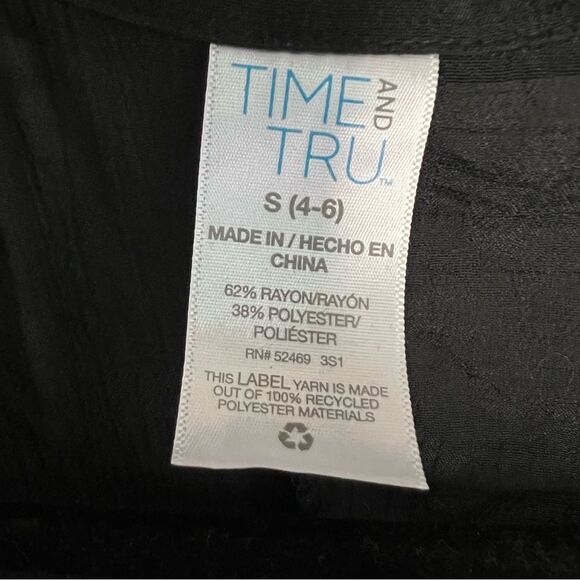 TIME AND
TRU™
S (4-6)
MADE IN / HECHO EN
CHINA
62% RAYON/RAYÓN
38% POLYESTER/
POLIÉSTER
RN# 52469 3S1
THIS LABEL YARN IS MADE
OUT OF 100% RECYCLED
POLYESTER MATERIALS